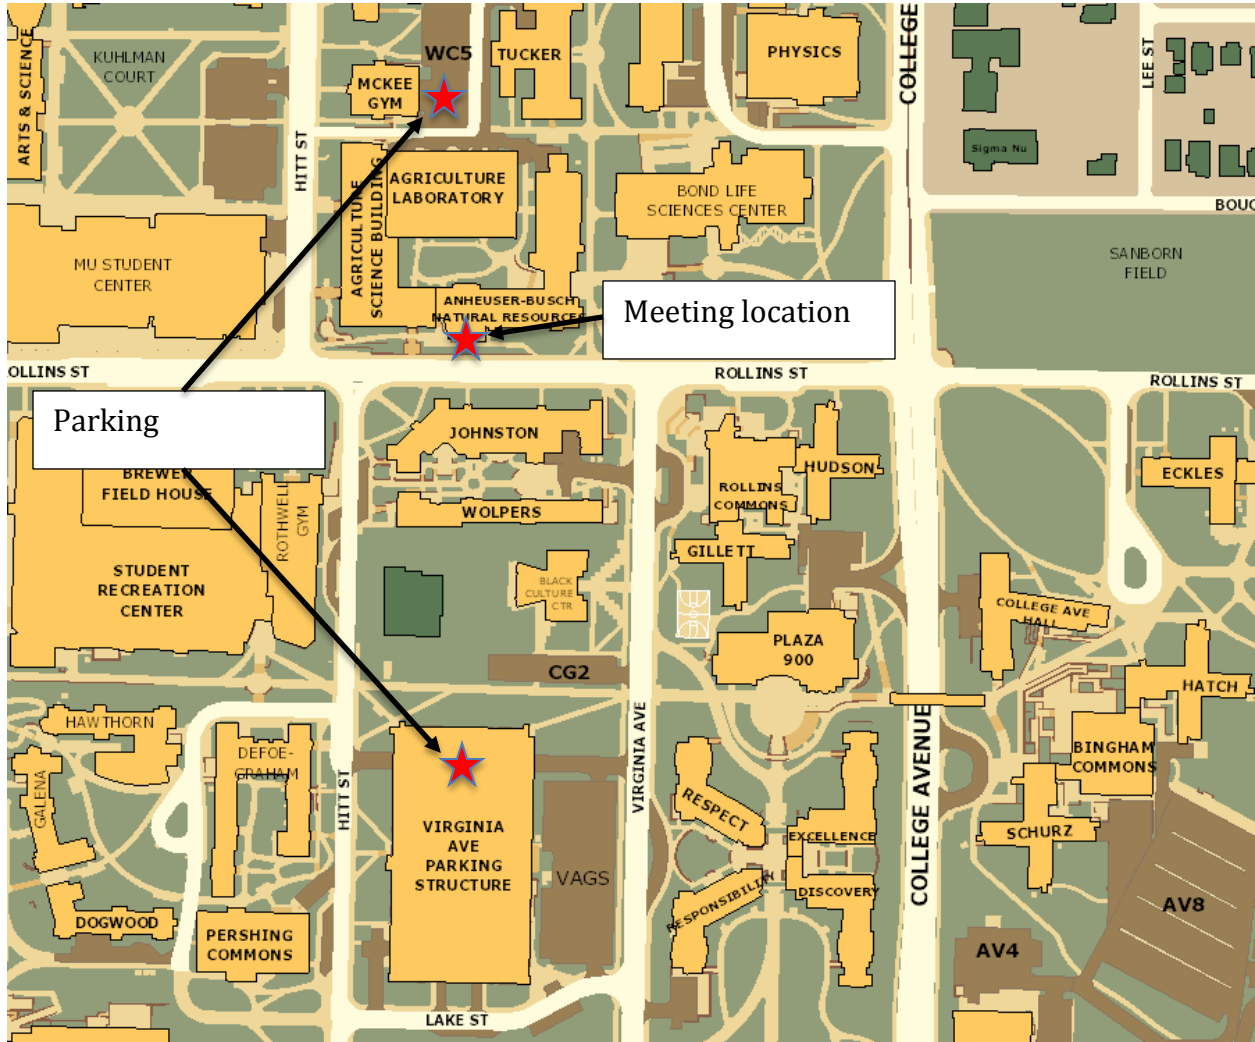 ARTS & SCIENCE
KUHLMAN
COURT
HITT ST
WC5
MCKEE
GYM
TUCKER
PHYSICS
COLLEGE
LEE ST
Sigma Nu
AGRICULTURE
SCIENCE BUILDING
AGRICULTURE
LABORATORY
BOND LIFE
SCIENCES CENTER
BOUC
SANBORN
FIELD
MU STUDENT
CENTER
ANHEUSER-BUSCH
NATURAL RESOURCES
Meeting location
OLLINS ST
ROLLINS ST
ROLLINS ST
Parking
BREWER
FIELD HOUSE
ROTHWELL
GYM
JOHNSTON
WOLPERS
HUDSON
ROLLINS
COMMONS
GILLETT
ECKLES
STUDENT
RECREATION
CENTER
BLACK
CULTURE
CTR
COLLEGE AVE
HALL
PLAZA
900
CG2
HATCH
HAWTHORN
DEFOE-
GRAHAM
GALENA
HITT ST
VIRGINIA AVE
COLLEGE AVENUE
BINGHAM
COMMONS
RESPECT
EXCELLENCE
SCHURZ
VIRGINIA
AVE
PARKING
STRUCTURE
VAGS
RESPONSIBILITY
DISCOVERY
AV8
DOGWOOD
PERSHING
COMMONS
AV4
LAKE ST